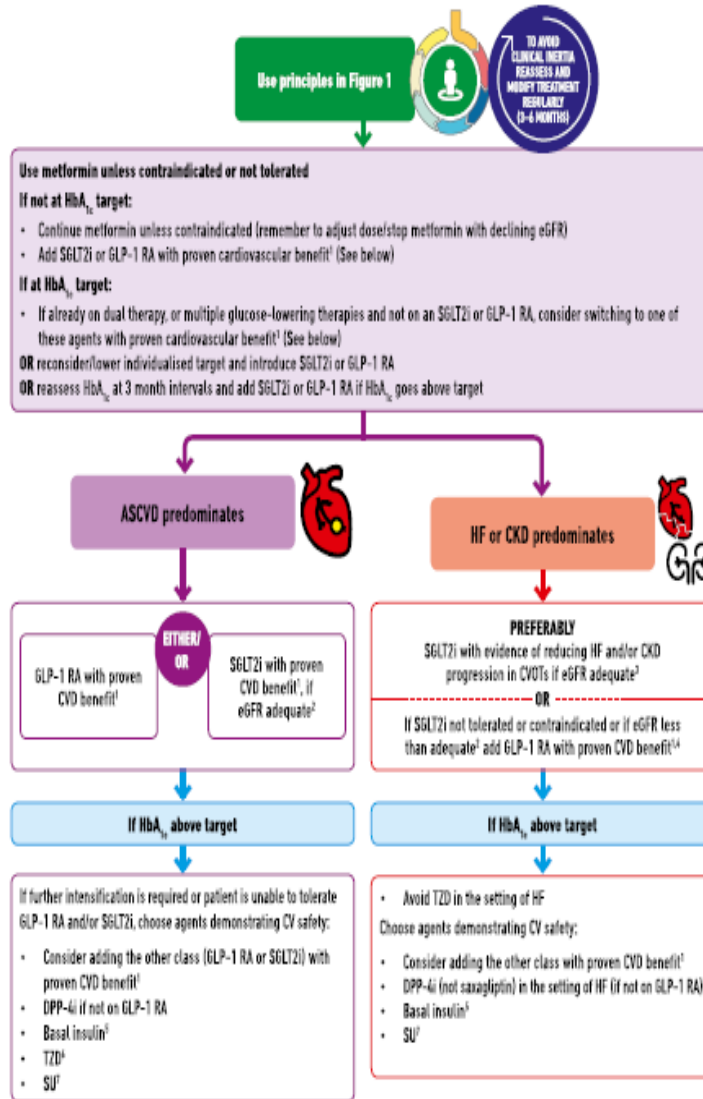 Use principles in Figure 1
TO AVOID
CLINICAL INERTIA
REASSESS AND
MODIFY TREATMENT
REGULARLY
(3-6 MONTHS)
Use metformin unless contraindicated or not tolerated
If not at HbA1c target:
· Continue metformin unless contraindicated (remember to adjust dose/stop metformin with declining eGFR)
· Add SGLT2i or GLP-1 RA with proven cardiovascular benefit1 (See below)
If at HbA1c target:
· If already on dual therapy, or multiple glucose-lowering therapies and not on an SGLT2i or GLP-1 RA, consider switching to one of
these agents with proven cardiovascular benefit1 (See below)
OR reconsider/lower individualised target and introduce SGLT2i or GLP-1 RA
OR reassess HbA1c at 3 month intervals and add SGLT2i or GLP-1 RA if HbA1c goes above target
ASCVD predominates
EITHER/
OR
GLP-1 RA with proven
CVD benefit1
SGLT2i with proven
CVD benefit1, if
eGFR adequate2
If HbA1c above target
If further intensification is required or patient is unable to tolerate
GLP-1 RA and/or SGLT2i, choose agents demonstrating CV safety:
· Consider adding the other class (GLP-1 RA or SGLT2i) with
proven CVD benefit1
· DPP-4i if not on GLP-1 RA
· Basal insulin5
· TZD6
· SU7
HF or CKD predominates
PREFERABLY
SGLT2i with evidence of reducing HF and/or CKD
progression in CVOTs if eGFR adequate3
OR
If SGLT2i not tolerated or contraindicated or if eGFR less
than adequate2 add GLP-1 RA with proven CVD benefit1,4
If HbA1c above target
· Avoid TZD in the setting of HF
Choose agents demonstrating CV safety:
· Consider adding the other class with proven CVD benefit1
· DPP-4i (not saxagliptin) in the setting of HF (if not on GLP-1 RA)
· Basal insulin5
· SU7